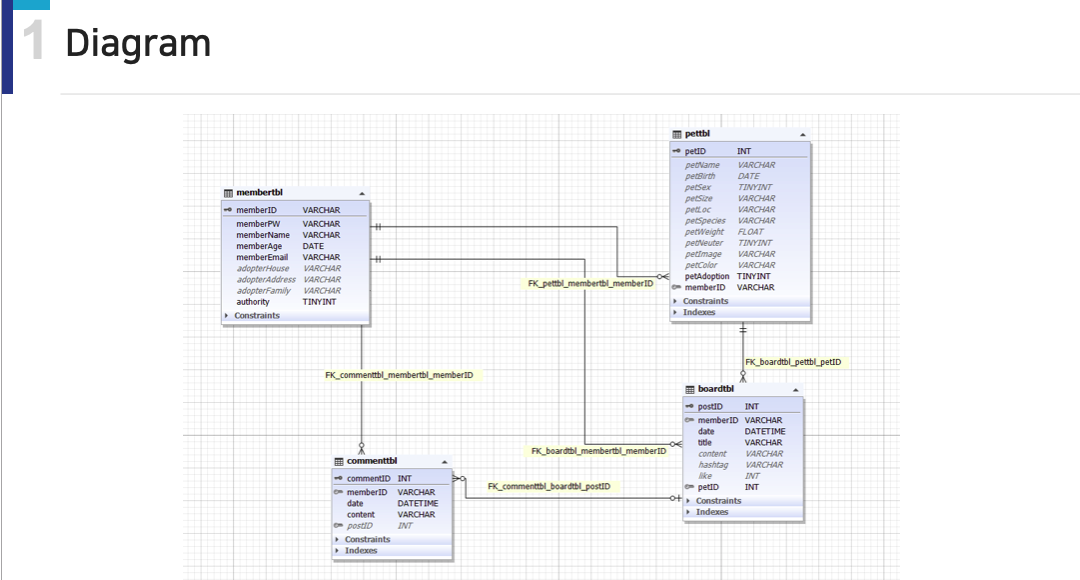 1 Diagram
pettbl
petID INT
petName VARCHAR
petBirth DATE
petSex TINYINT
petSize VARCHAR
petLoc VARCHAR
petSpecies VARCHAR
petWeight FLOAT
petNeuter TINYINT
petImage VARCHAR
petColor VARCHAR
petAdoption TINYINT
memberID VARCHAR
Constraints
Indexes
membertbl
memberID VARCHAR
memberPW VARCHAR
memberName VARCHAR
memberAge DATE
memberEmail VARCHAR
adopterHouse VARCHAR
adopterAddress VARCHAR
adopterFamily VARCHAR
authority TINYINT
Constraints
FK_pettbl_membertbl_memberID
FK_boardtbl_pettbl_petID
FK_commenttbl_membertbl_memberID
boardtbl
postID INT
memberID VARCHAR
date DATETIME
title VARCHAR
content VARCHAR
hashtag VARCHAR
like INT
petID INT
Constraints
Indexes
FK_boardtbl_membertbl_memberID
FK_commenttbl_boardtbl_postID
commenttbl
commentID INT
memberID VARCHAR
date DATETIME
content VARCHAR
postID INT
Constraints
Indexes